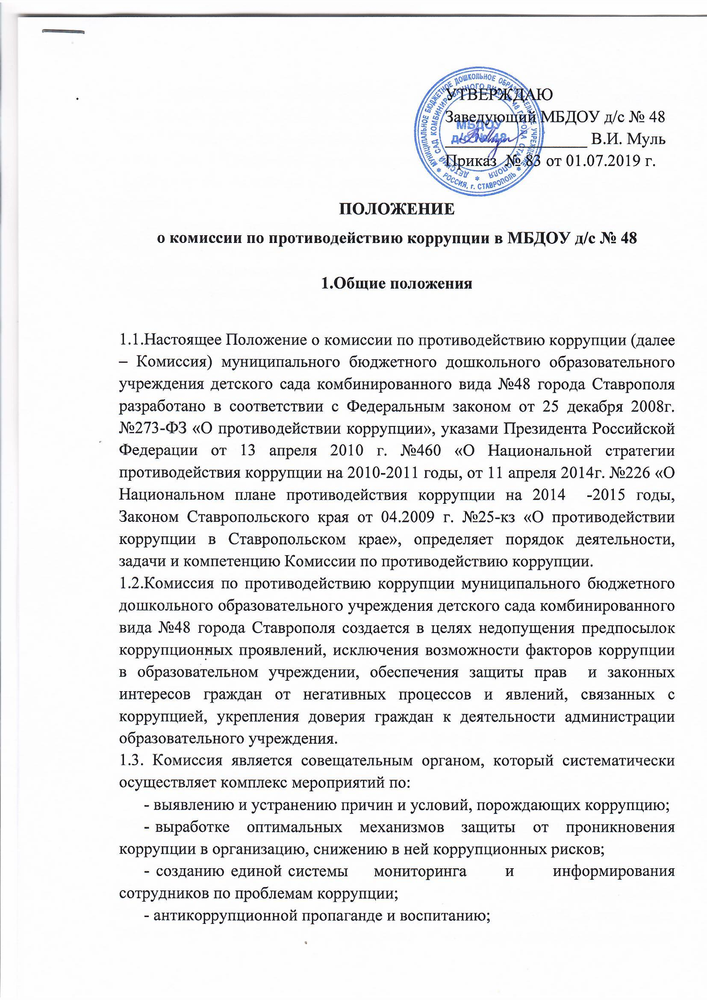 УТВЕРЖДАЮ
Заведующий МБДОУ д/с № 48
В.И. Муль
Приказ № 83 от 01.07.2019 г.
МУНИЦИПАЛЬНОЕ БЮДЖЕТНОЕ ДОШКОЛЬНОЕ ОБРАЗОВАТЕЛЬНОЕ УЧРЕЖДЕНИЕ * РОССИЯ, г. СТАВРОПОЛЬ *
ДЕТСКИЙ САД КОМБИНИРОВАННОГО ВИДА № 48 ГОРОДА СТАВРОПОЛЯ *
МБДОУ
д/с № 48
ПОЛОЖЕНИЕ
о комиссии по противодействию коррупции в МБДОУ д/с № 48
1.Общие положения
1.1.Настоящее Положение о комиссии по противодействию коррупции (далее
– Комиссия) муниципального бюджетного дошкольного образовательного
учреждения детского сада комбинированного вида №48 города Ставрополя
разработано в соответствии с Федеральным законом от 25 декабря 2008г.
№273-ФЗ «О противодействии коррупции», указами Президента Российской
Федерации от 13 апреля 2010 г. №460 «О Национальной стратегии
противодействия коррупции на 2010-2011 годы, от 11 апреля 2014г. №226 «О
Национальном плане противодействия коррупции на 2014 -2015 годы,
Законом Ставропольского края от 04.2009 г. №25-кз «О противодействии
коррупции в Ставропольском крае», определяет порядок деятельности,
задачи и компетенцию Комиссии по противодействию коррупции.
1.2.Комиссия по противодействию коррупции муниципального бюджетного
дошкольного образовательного учреждения детского сада комбинированного
вида №48 города Ставрополя создается в целях недопущения предпосылок
коррупционных проявлений, исключения возможности факторов коррупции
в образовательном учреждении, обеспечения защиты прав и законных
интересов граждан от негативных процессов и явлений, связанных с
коррупцией, укрепления доверия граждан к деятельности администрации
образовательного учреждения.
1.3. Комиссия является совещательным органом, который систематически
осуществляет комплекс мероприятий по:
- выявлению и устранению причин и условий, порождающих коррупцию;
- выработке оптимальных механизмов защиты от проникновения
коррупции в организацию, снижению в ней коррупционных рисков;
- созданию единой системы мониторинга и информирования
сотрудников по проблемам коррупции;
- антикоррупционной пропаганде и воспитанию;